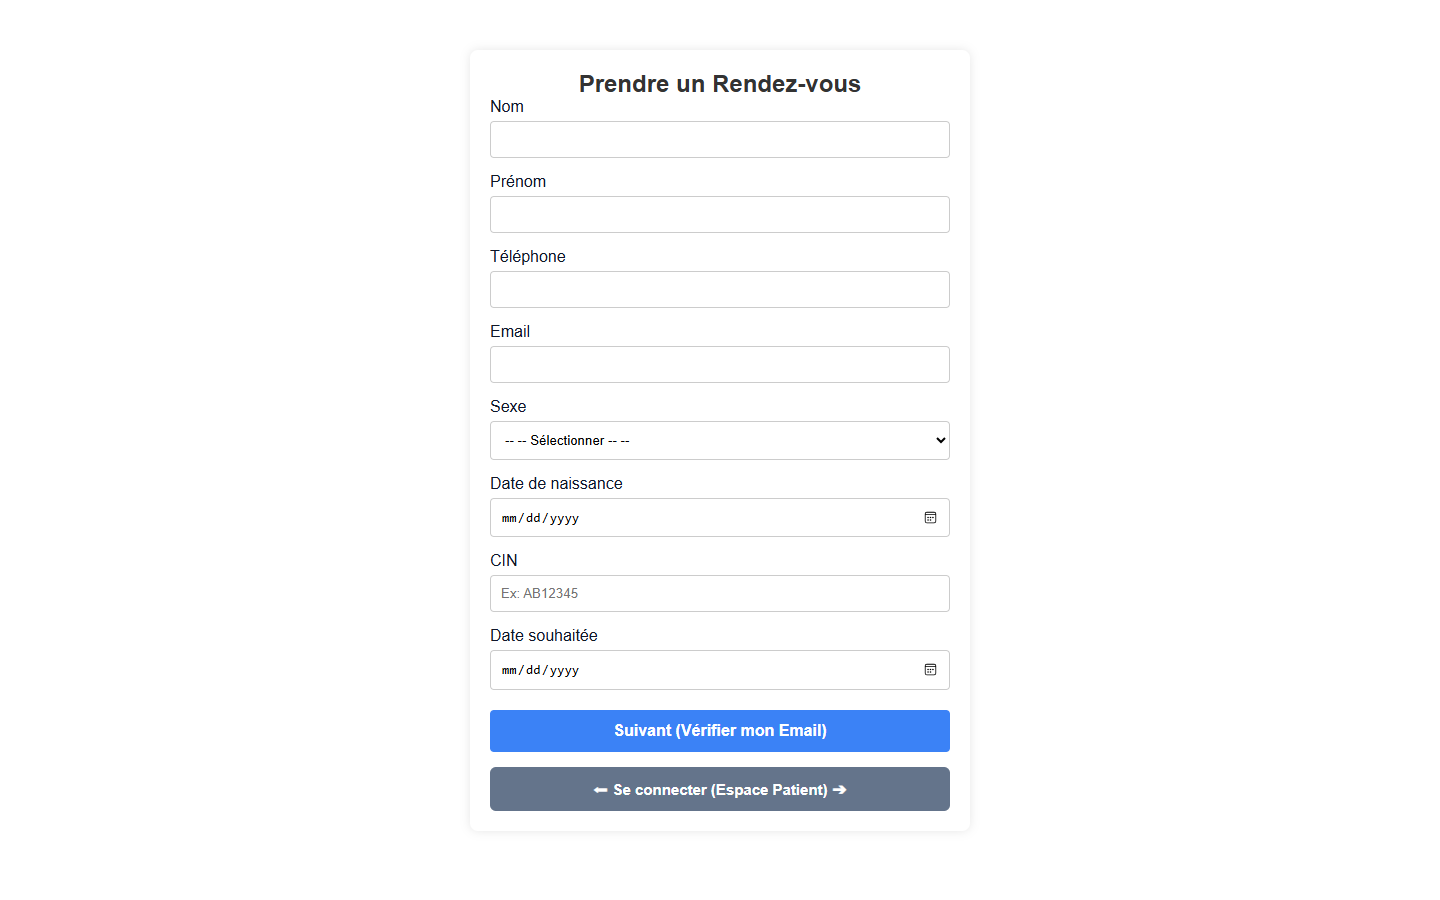 Prendre un Rendez-vous
Nom
Prénom
Téléphone
Email
Sexe
-- -- Sélectionner -- --
Date de naissance
mm/dd/yyyy
CIN
Ex: AB12345
Date souhaitée
mm/dd/yyyy
Suivant (Vérifier mon Email)
⬅ Se connecter (Espace Patient) ➔